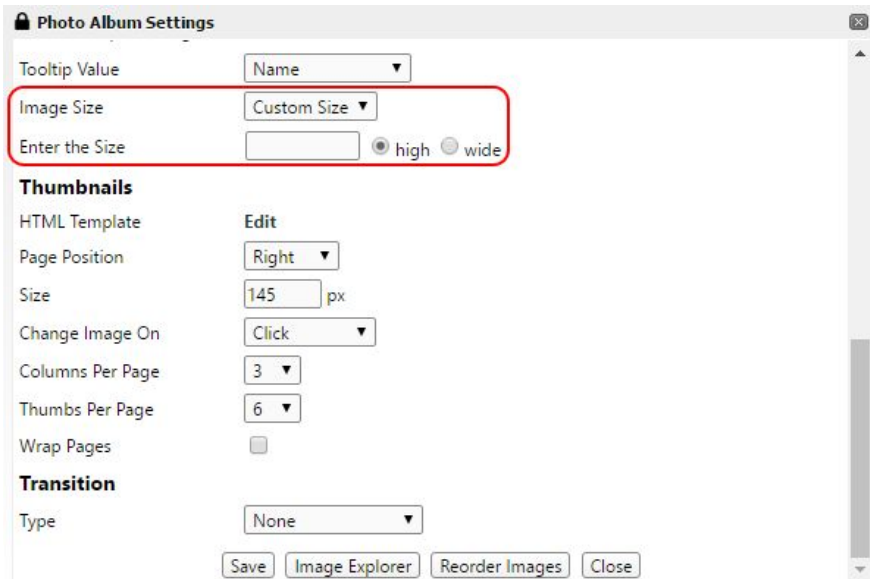 Photo Album Settings
Tooltip Value Name
Image Size Custom Size
Enter the Size high wide
Thumbnails
HTML Template Edit
Page Position Right
Size 145 px
Change Image On Click
Columns Per Page 3
Thumbs Per Page 6
Wrap Pages
Transition
Type None
Save Image Explorer Reorder Images Close